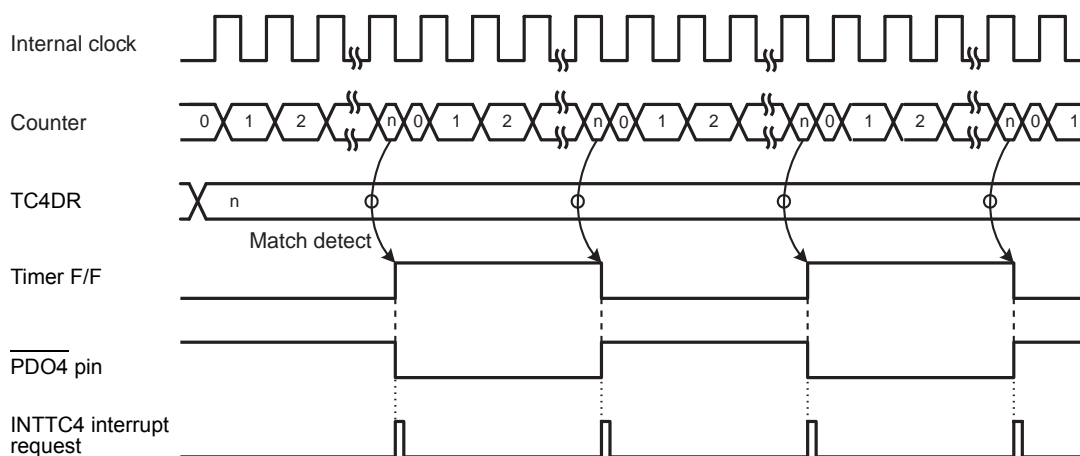 Internal clock
Counter 0 1 2 n 0 1 2 n 0 1 2 n 0 1 2 n 0 1
TC4DR n
Match detect
Timer F/F
PDO4 pin
INTTC4 interrupt
request